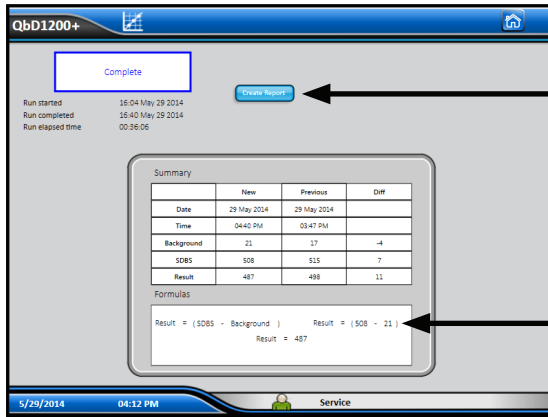 QbD1200+
Complete
Create Report
Run started 16:04 May 29 2014
Run completed 16:40 May 29 2014
Run elapsed time 00:36:06
Summary
New Previous Diff
Date 29 May 2014 29 May 2014
Time 04:40 PM 03:47 PM
Background 21 17 -4
SDBS 508 515 7
Result 487 498 11
Formulas
Result = ( SDBS - Background ) Result = ( 508 - 21 )
Result = 487
5/29/2014 04:12 PM Service